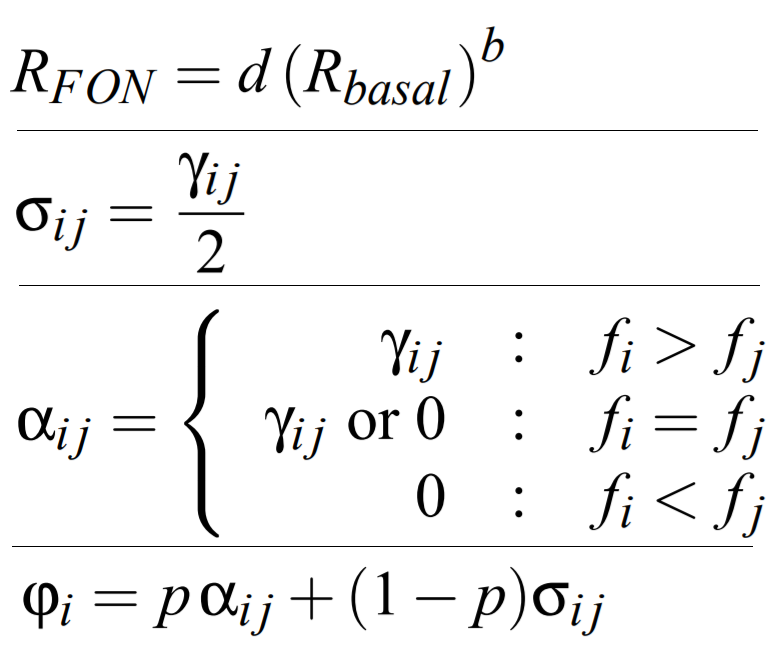 R_{FON} = d (R_{basal})^b
σ_{ij} = \frac{γ_{ij}}{2}
α_{ij} = { γ_{ij} : f_i > f_j
γ_{ij} or 0 : f_i = f_j
0 : f_i < f_j
φ_i = p α_{ij} + (1 − p)σ_{ij}